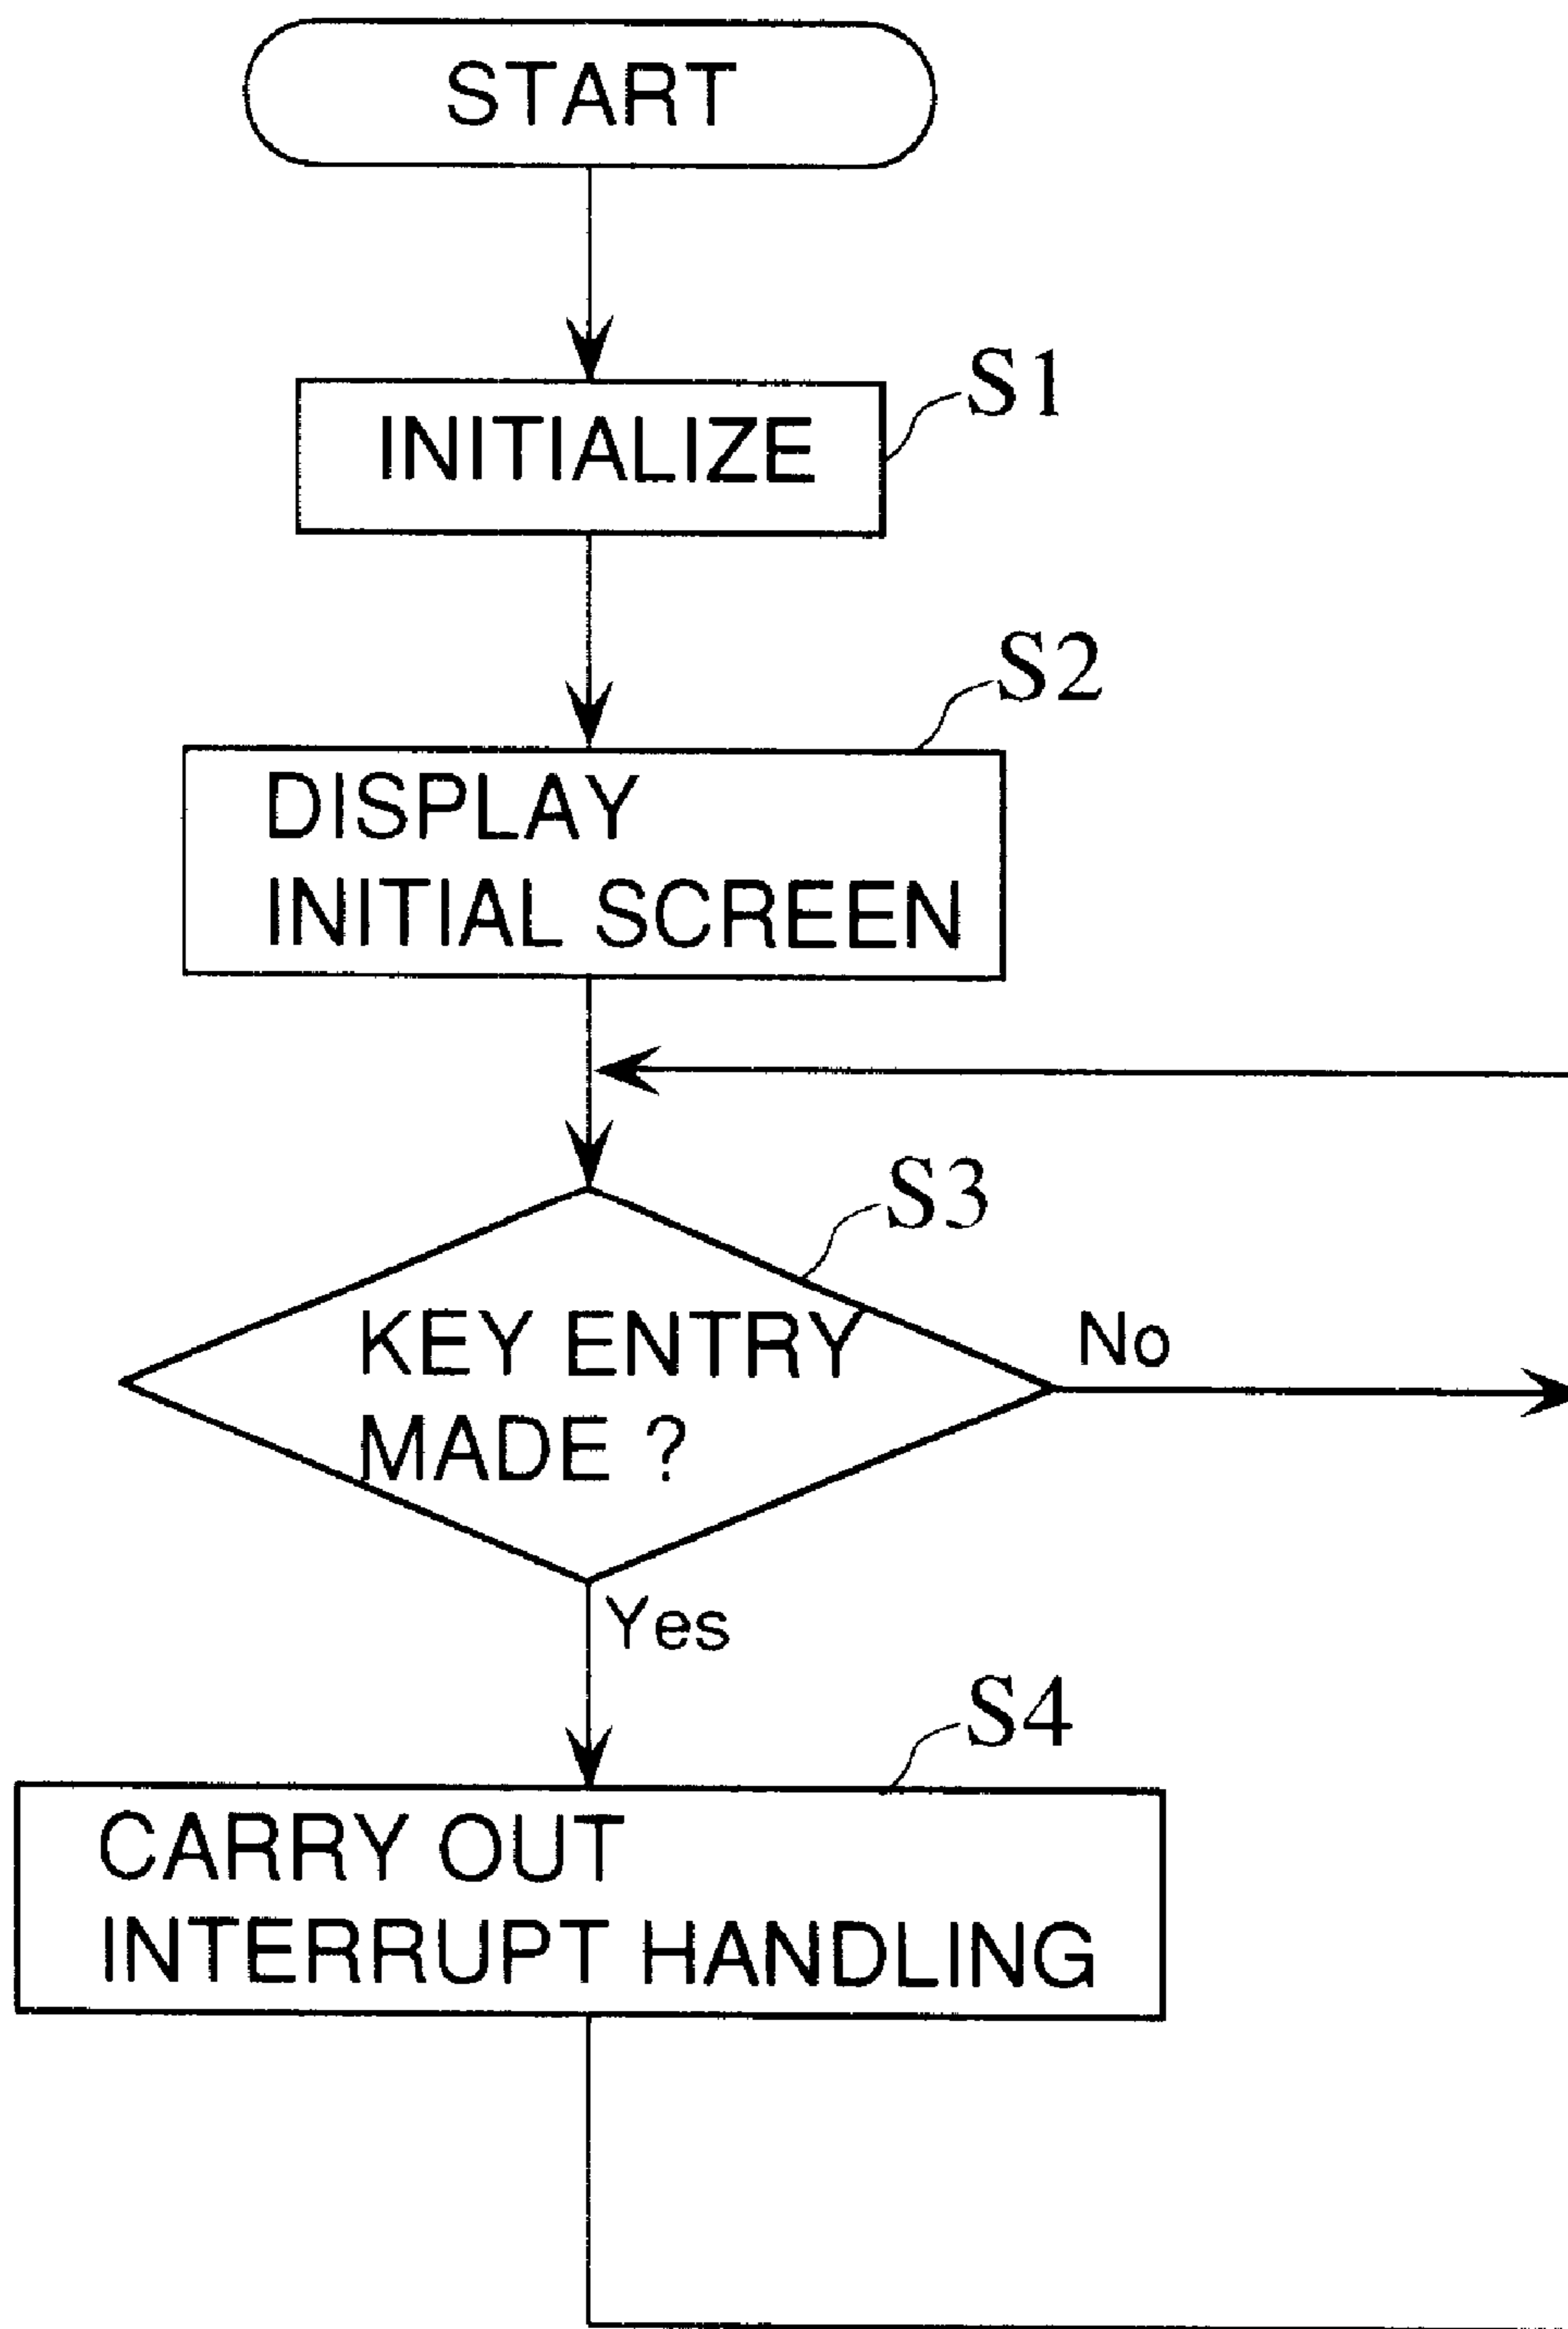 START
INITIALIZE
S1
S2
DISPLAY
INITIAL SCREEN
S3
KEY ENTRY
MADE ?
No
Yes
S4
CARRY OUT
INTERRUPT HANDLING